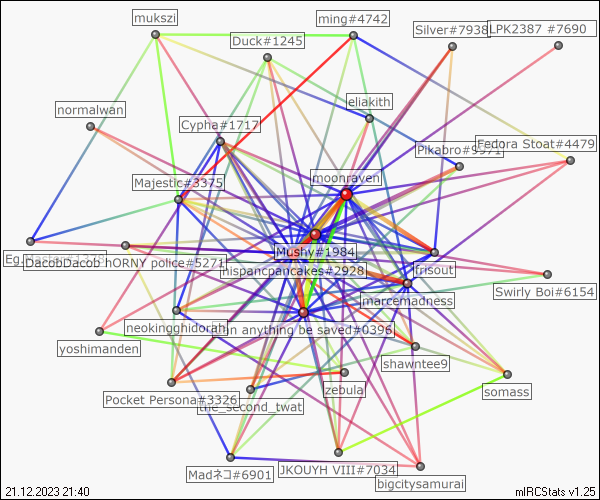 mukszi
ming#4742
Duck#1245
Silver#7938
LPK2387 #7690
eliakith
normalwan
Cypha#1717
Pikabro#9971
Fedora Stoat#4479
moonraven
Majestic#3375
Mushy#1984
hORNY police#5271
hispancpancakes#2928
frisout
Swirly Boi#6154
marcemadness
neokingghidorah
n anything be saved#0396
yoshimanden
shawntee9
zebula
somass
Pocket Persona#3326
the_second_twat
Madネコ#6901
JKOUYH VIII#7034
bigcitysamurai
21.12.2023 21:40
mIRCStats v1.25